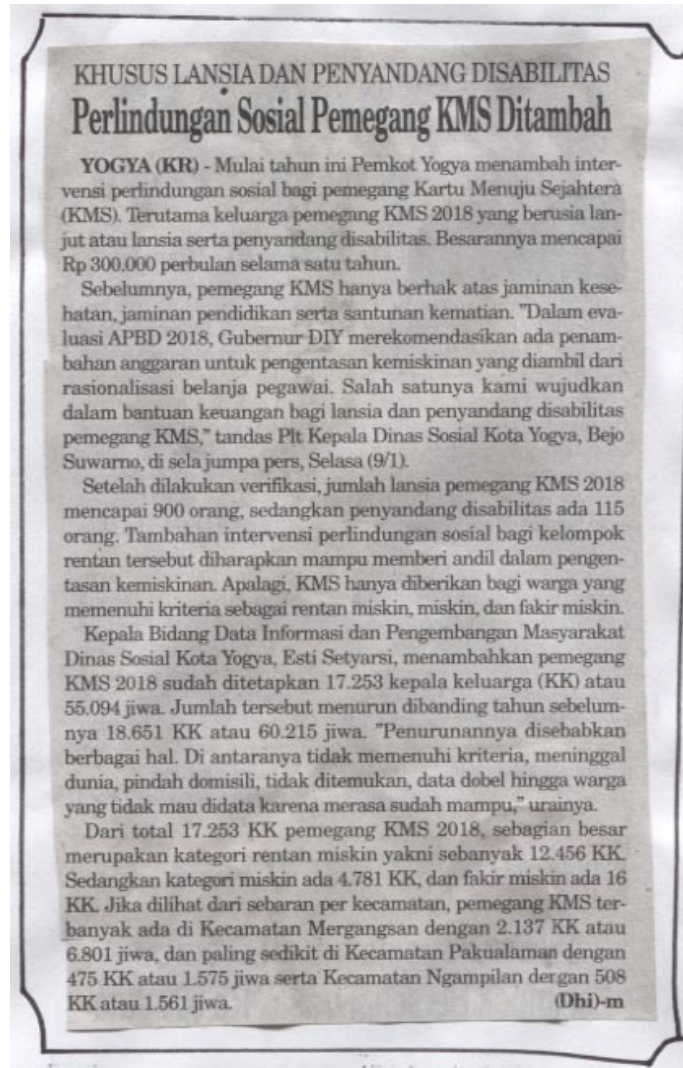 KHUSUS LANSIA DAN PENYANDANG DISABILITAS
Perlindungan Sosial Pemegang KMS Ditambah
YOGYA (KR) - Mulai tahun ini Pemkot Yogya menambah inter-
vensi perlindungan sosial bagi pemegang Kartu Menuju Sejahtera
(KMS). Terutama keluarga pemegang KMS 2018 yang berusia lan-
jut atau lansia serta penyandang disabilitas. Besarannya mencapai
Rp 300.000 perbulan selama satu tahun.
Sebelumnya, pemegang KMS hanya berhak atas jaminan kese-
hatan, jaminan pendidikan serta santunan kematian. "Dalam eva-
luasi APBD 2018, Gubernur DIY merekomendasikan ada penam-
bahan anggaran untuk pengentasan kemiskinan yang diambil dari
rasionalisasi belanja pegawai. Salah satunya kami wujudkan
dalam bantuan keuangan bagi lansia dan penyandang disabilitas
pemegang KMS," tandas Plt Kepala Dinas Sosial Kota Yogya, Bejo
Suwarno, di sela jumpa pers, Selasa (9/1).
Setelah dilakukan verifikasi, jumlah lansia pemegang KMS 2018
mencapai 900 orang, sedangkan penyandang disabilitas ada 115
orang. Tambahan intervensi perlindungan sosial bagi kelompok
rentan tersebut diharapkan mampu memberi andil dalam pengen-
tasan kemiskinan. Apalagi, KMS hanya diberikan bagi warga yang
memenuhi kriteria sebagai rentan miskin, miskin, dan fakir miskin.
Kepala Bidang Data Informasi dan Pengembangan Masyarakat
Dinas Sosial Kota Yogya, Esti Setyarsi, menambahkan pemegang
KMS 2018 sudah ditetapkan 17.253 kepala keluarga (KK) atau
55.094 jiwa. Jumlah tersebut menurun dibanding tahun sebelum-
nya 18.651 KK atau 60.215 jiwa. "Penurunannya disebabkan
berbagai hal. Di antaranya tidak memenuhi kriteria, meninggal
dunia, pindah domisili, tidak ditemukan, data dobel hingga warga
yang tidak mau didata karena merasa sudah mampu," urainya.
Dari total 17.253 KK pemegang KMS 2018, sebagian besar
merupakan kategori rentan miskin yakni sebanyak 12.456 KK.
Sedangkan kategori miskin ada 4.781 KK, dan fakir miskin ada 16
KK. Jika dilihat dari sebaran per kecamatan, pemegang KMS ter-
banyak ada di Kecamatan Mergangsan dengan 2.137 KK atau
6.801 jiwa, dan paling sedikit di Kecamatan Pakualaman dengan
475 KK atau 1.575 jiwa serta Kecamatan Ngampilan dergan 508
KK atau 1.561 jiwa. (Dhi)-m